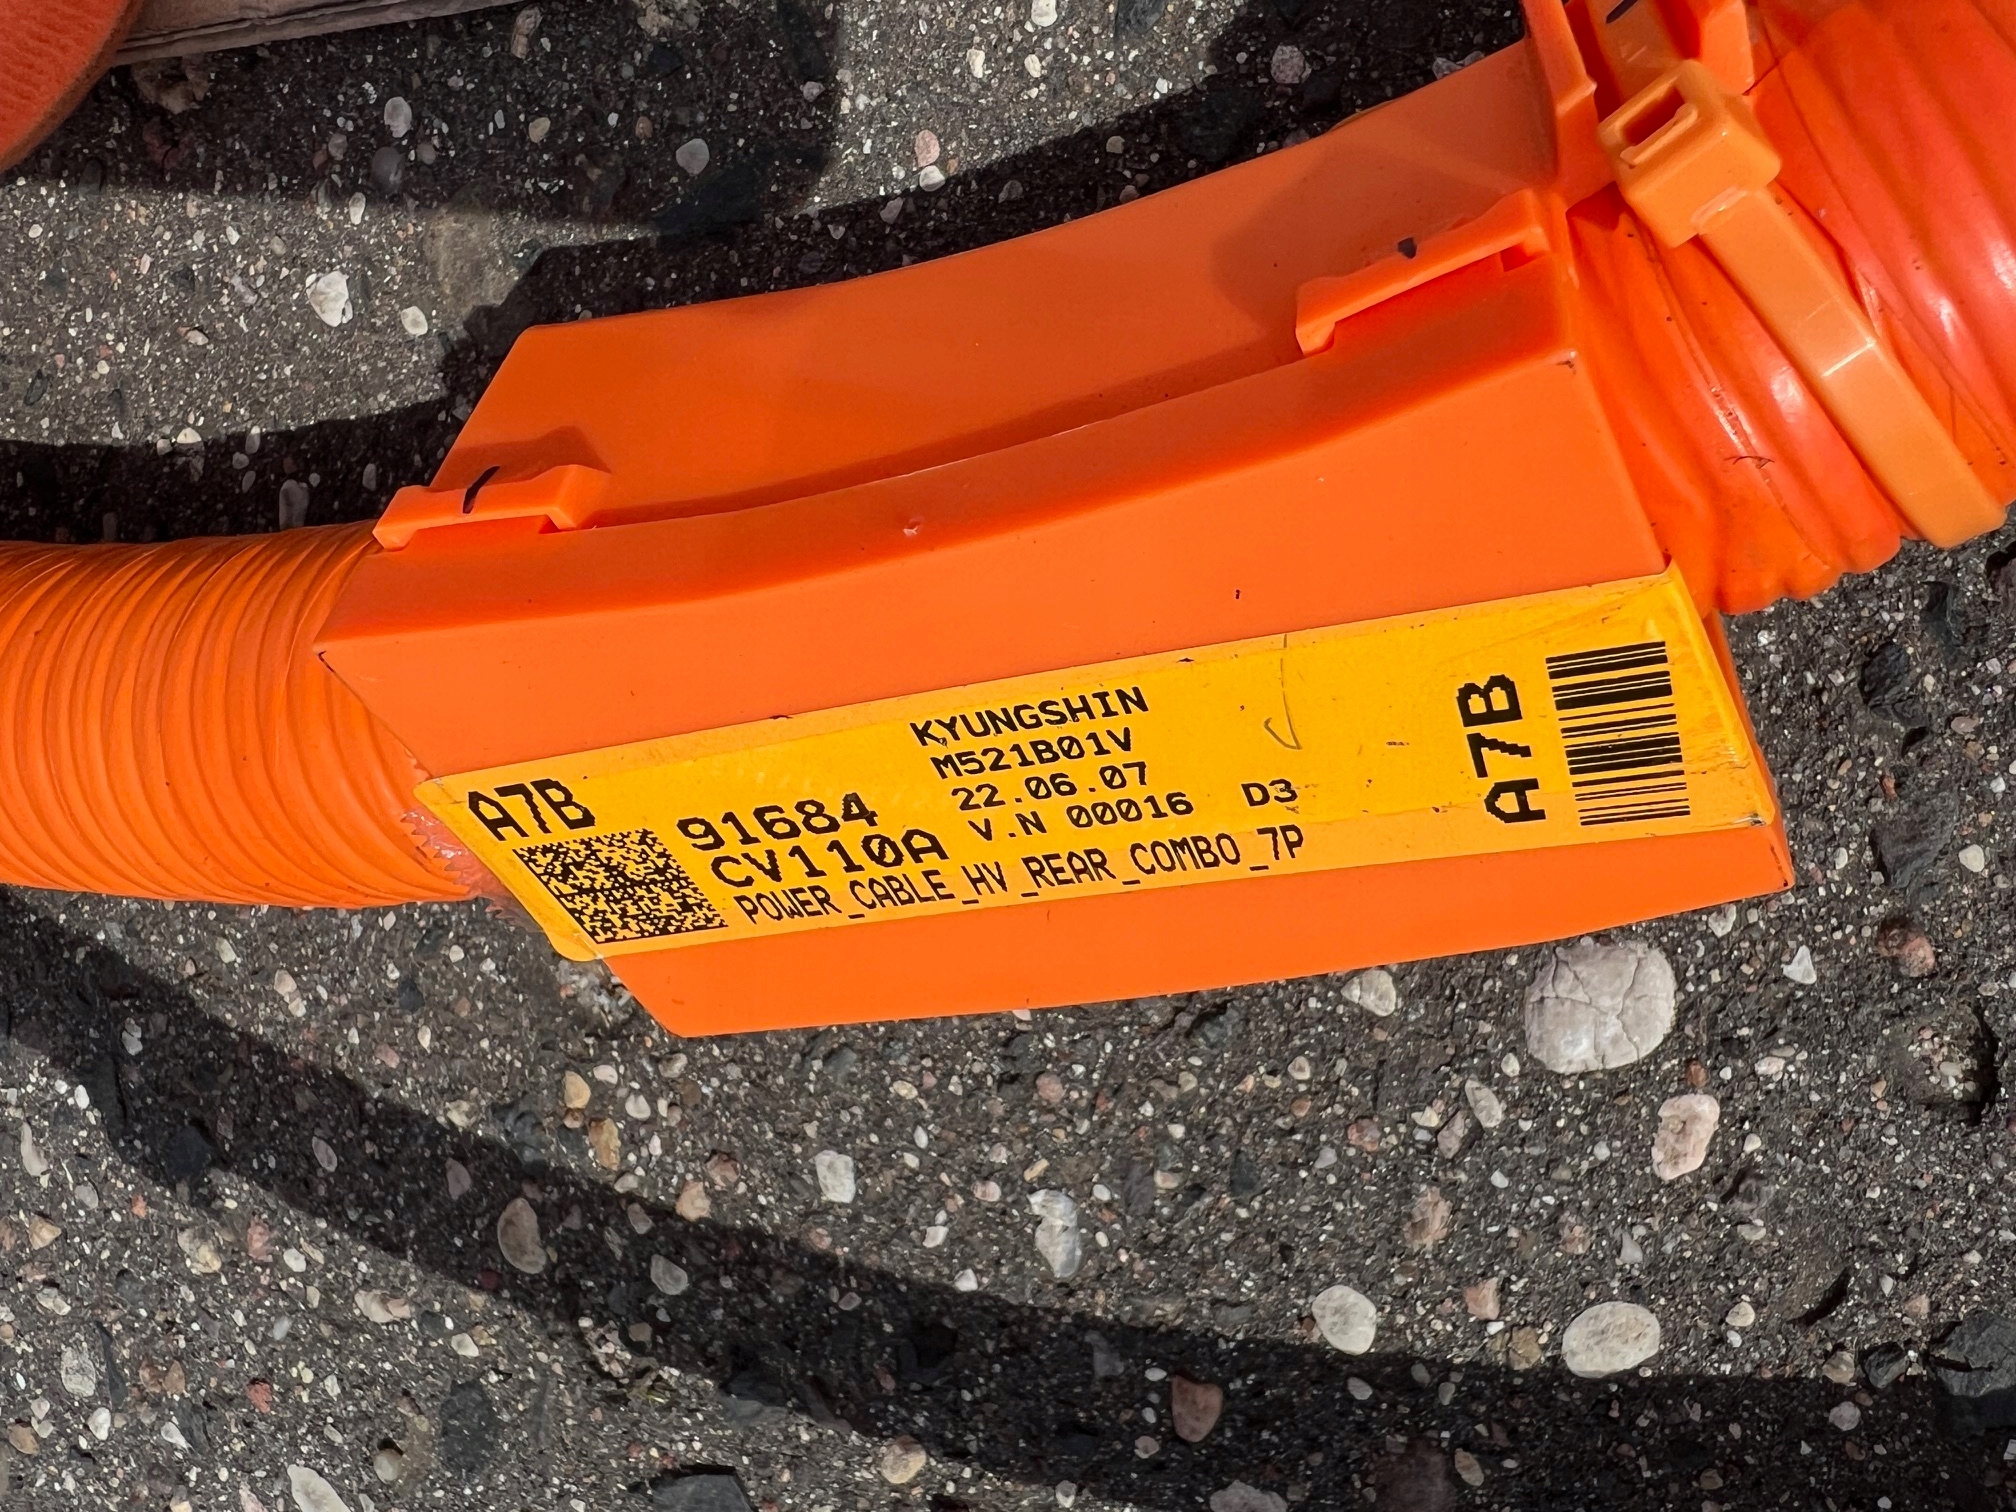 A7B
91684
CV110A
KYUNGSHIN
M521B01V
22.06.07
V.N 00016 D3
POWER_CABLE_HV_REAR_COMBO_7P
A7B